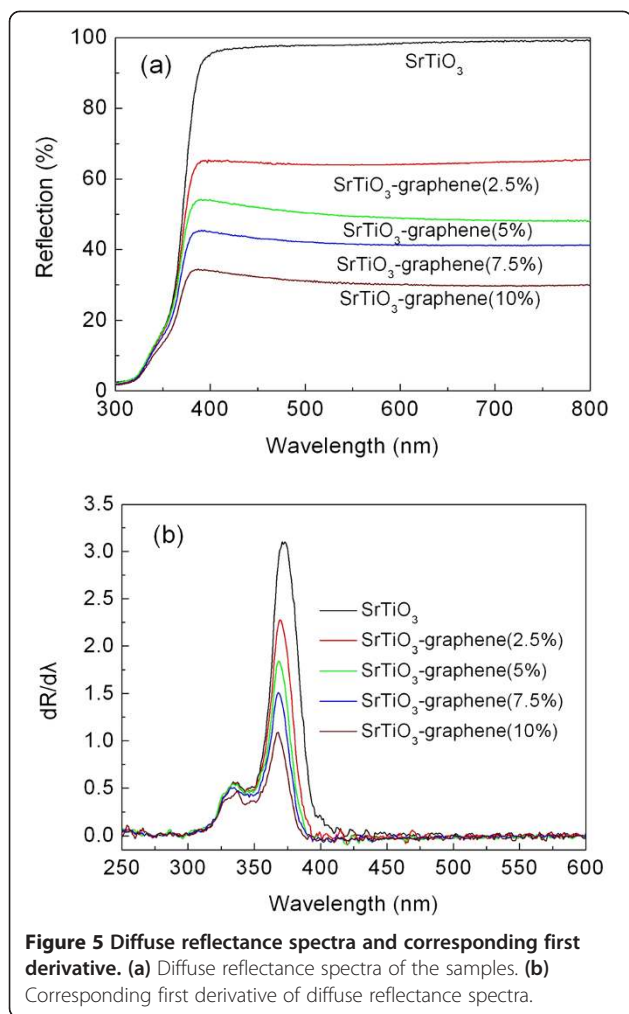 100
80
60
40
20
0
Reflection (%)
(a)
SrTiO₃
SrTiO₃-graphene(2.5%)
SrTiO₃-graphene(5%)
SrTiO₃-graphene(7.5%)
SrTiO₃-graphene(10%)
300 400 500 600 700 800
Wavelength (nm)
3.5
3.0
2.5
2.0
1.5
1.0
0.5
0.0
dR/dλ
(b)
SrTiO₃
SrTiO₃-graphene(2.5%)
SrTiO₃-graphene(5%)
SrTiO₃-graphene(7.5%)
SrTiO₃-graphene(10%)
250 300 350 400 450 500 550 600
Wavelength (nm)
Figure 5 Diffuse reflectance spectra and corresponding first
derivative. (a) Diffuse reflectance spectra of the samples. (b)
Corresponding first derivative of diffuse reflectance spectra.